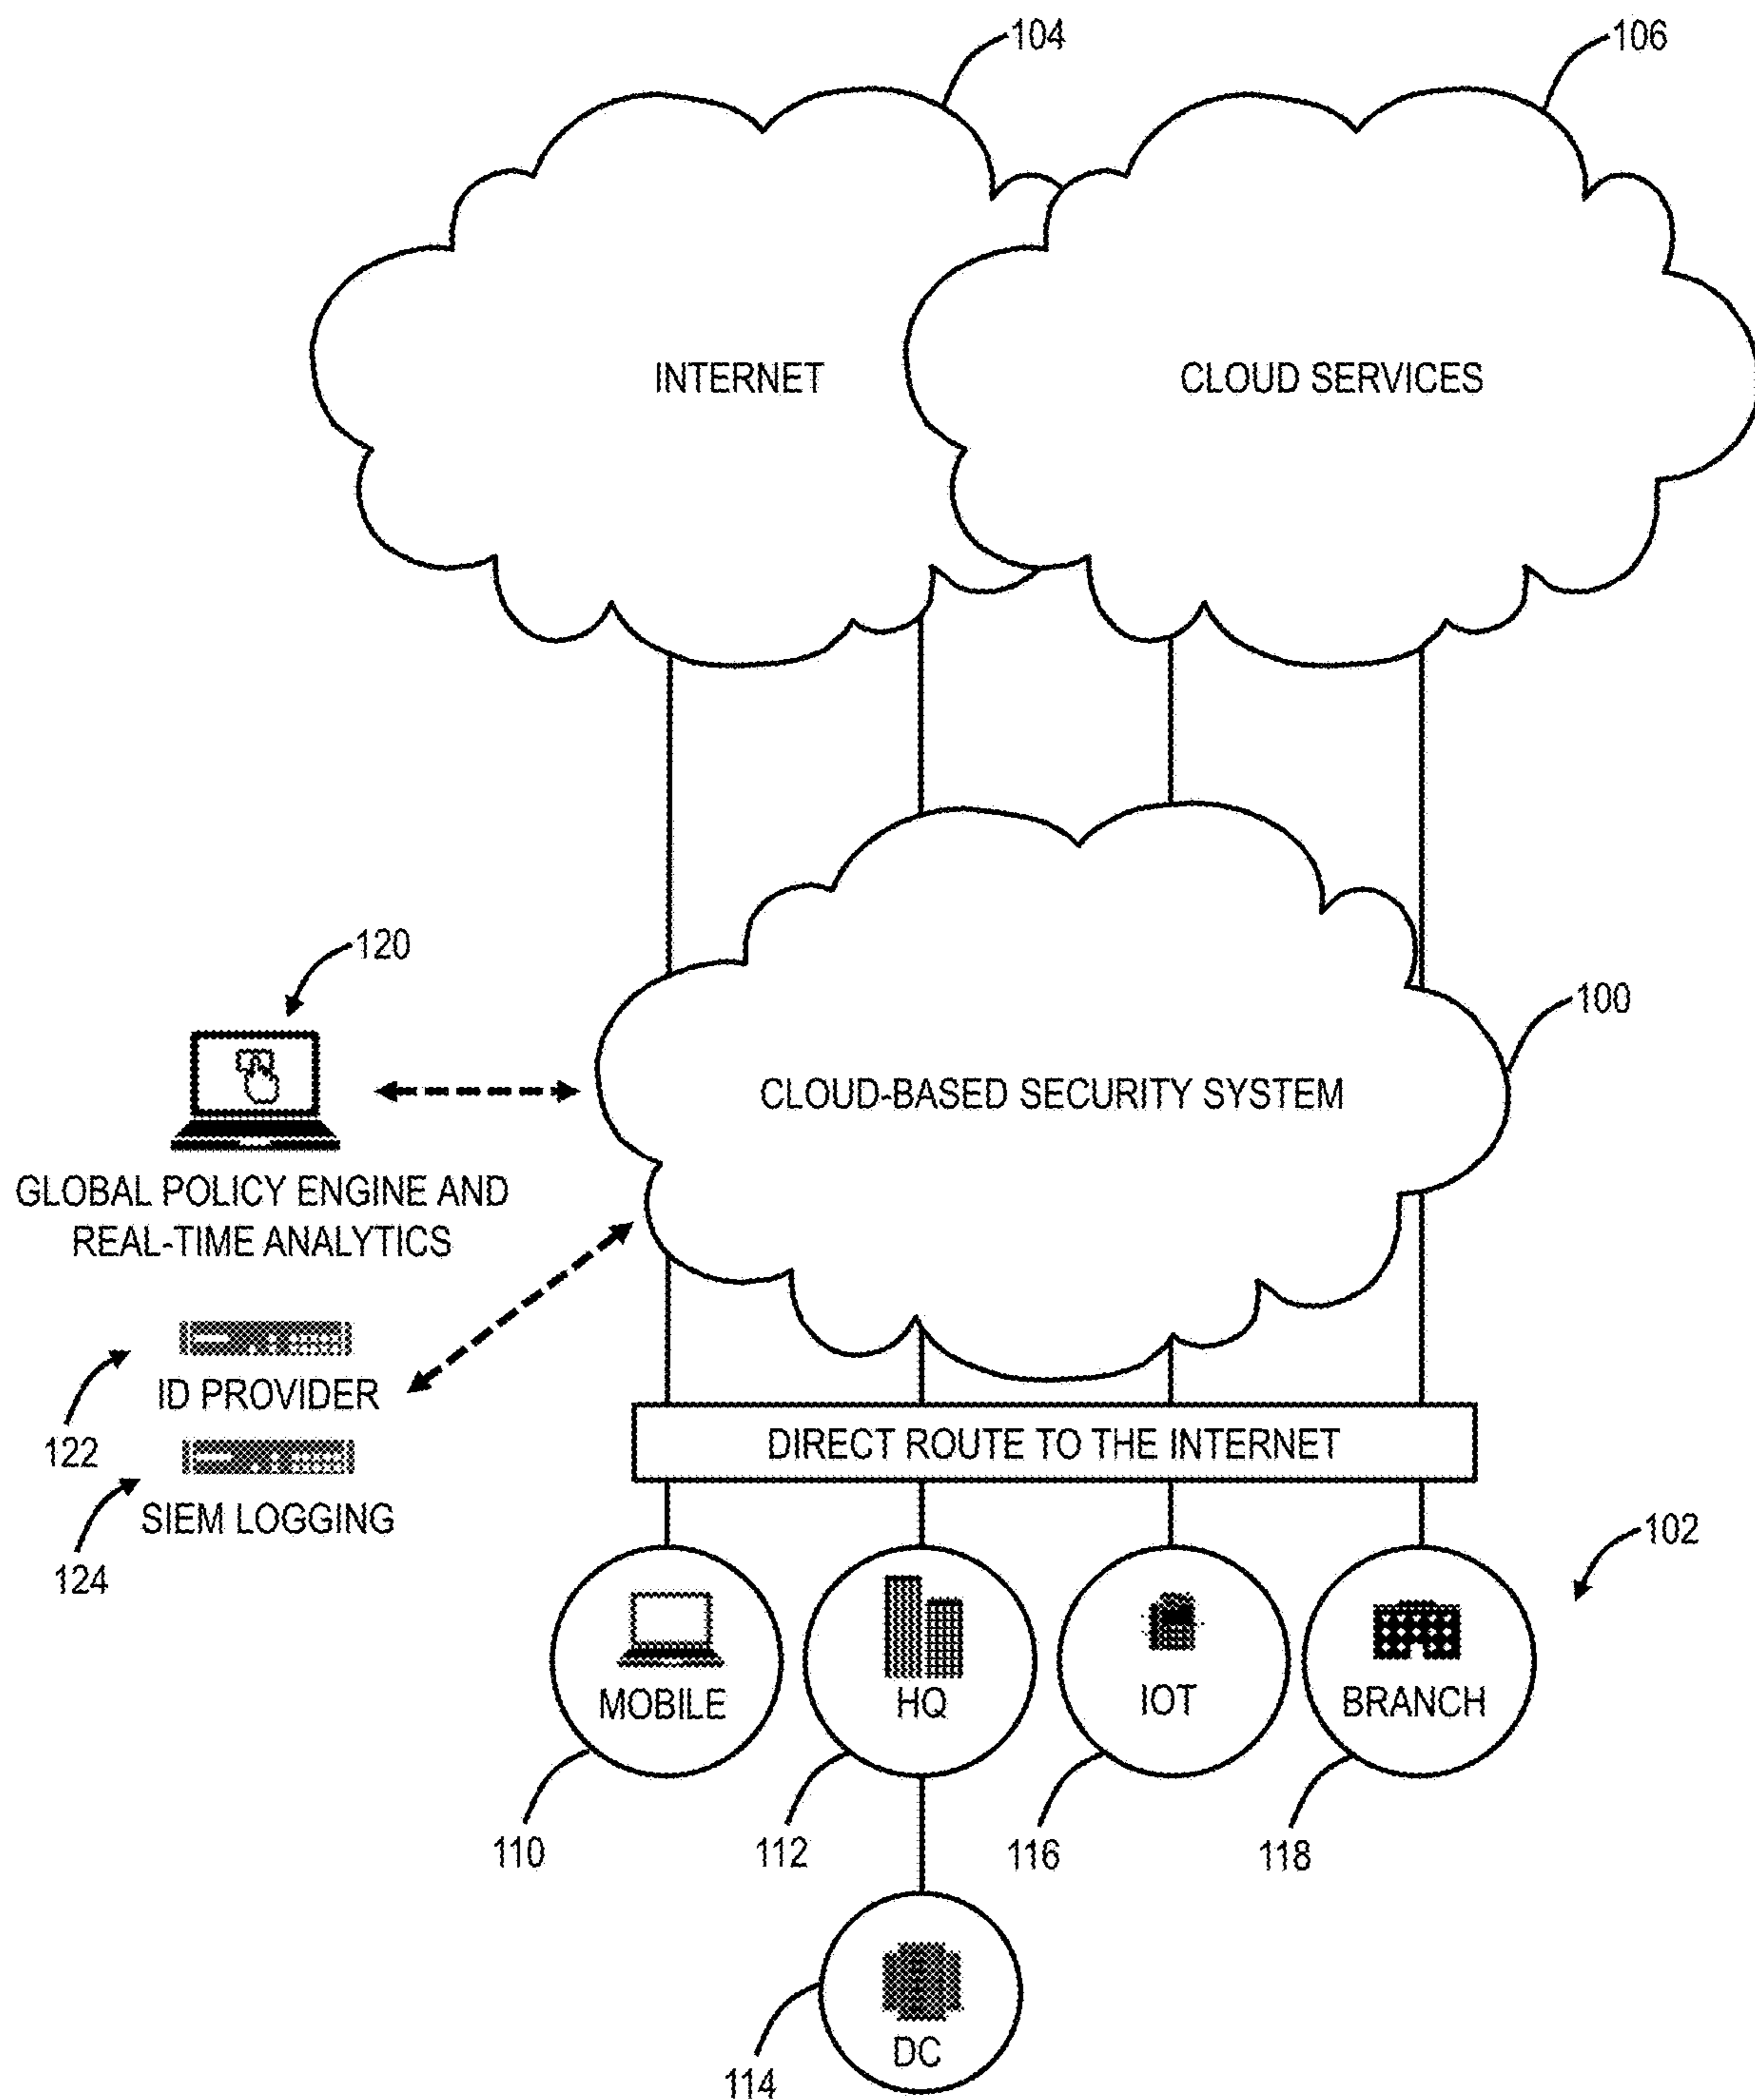 104
106
INTERNET
CLOUD SERVICES
120
100
CLOUD-BASED SECURITY SYSTEM
GLOBAL POLICY ENGINE AND
REAL-TIME ANALYTICS
ID PROVIDER
122
DIRECT ROUTE TO THE INTERNET
SIEM LOGGING
124
102
MOBILE
HQ
IOT
BRANCH
110
112
116
118
DC
114